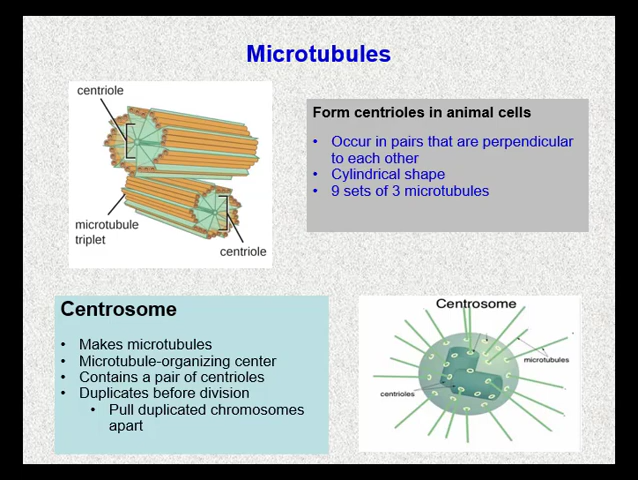 Microtubules
centriole
microtubule
triplet
centriole
Form centrioles in animal cells
• Occur in pairs that are perpendicular
to each other
• Cylindrical shape
• 9 sets of 3 microtubules
Centrosome
• Makes microtubules
• Microtubule-organizing center
• Contains a pair of centrioles
• Duplicates before division
• Pull duplicated chromosomes
apart
Centrosome
microtubules
centrioles